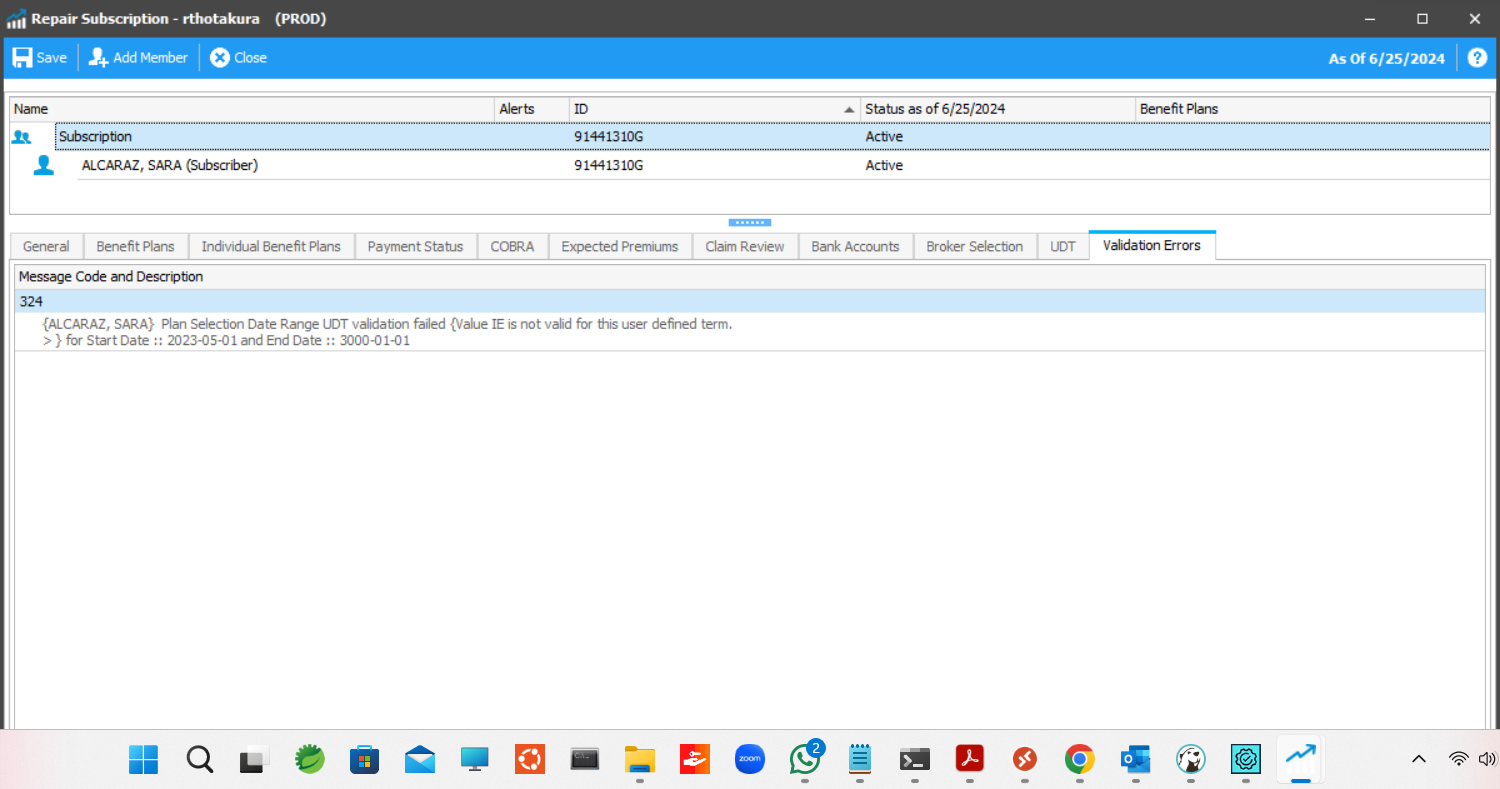 Repair Subscription - rthotakura (PROD)
Save Add Member Close As Of 6/25/2024 ?
Name Alerts ID Status as of 6/25/2024 Benefit Plans
Subscription 91441310G Active
ALCARAZ, SARA (Subscriber) 91441310G Active
General Benefit Plans Individual Benefit Plans Payment Status COBRA Expected Premiums Claim Review Bank Accounts Broker Selection UDT Validation Errors
Message Code and Description
324
{ALCARAZ, SARA} Plan Selection Date Range UDT validation failed {Value IE is not valid for this user defined term.
> } for Start Date :: 2023-05-01 and End Date :: 3000-01-01
zoom 2